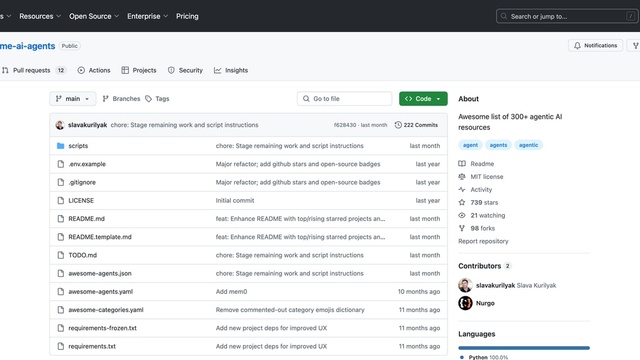 s Resources Open Source Enterprise Pricing Search or jump to... /
me-ai-agents Public Notifications
Pull requests 12 Actions Projects Security Insights
main Branches Tags Go to file Code
slavakurilyak chore: Stage remaining work and script instructions f628430 · last month 222 Commits
scripts chore: Stage remaining work and script instructions last month
.env.example Major refactor; add github stars and open-source badges last year
.gitignore Major refactor; add github stars and open-source badges last year
LICENSE Initial commit last year
README.md feat: Enhance README with top/rising starred projects an... last month
README.template.md feat: Enhance README with top/rising starred projects an... last month
TODO.md chore: Stage remaining work and script instructions last month
awesome-agents.json chore: Stage remaining work and script instructions last month
awesome-agents.yaml Add mem0 10 months ago
awesome-categories.yaml Remove commented-out category emojis dictionary 11 months ago
requirements-frozen.txt Add new project deps for improved UX 11 months ago
requirements.txt Add new project deps for improved UX 11 months ago
About
Awesome list of 300+ agentic AI
resources
agent agents agentic
Readme
MIT license
Activity
739 stars
21 watching
98 forks
Report repository
Contributors 2
slavakurilyak Slava Kurilyak
Nurgo
Languages
Python 100.0%